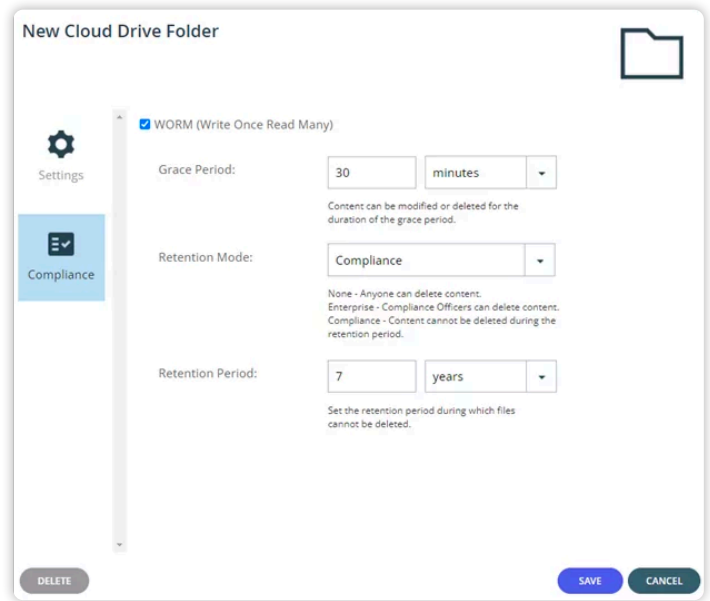 New Cloud Drive Folder
Settings
Compliance
WORM (Write Once Read Many)
Grace Period:
30
minutes
Content can be modified or deleted for the
duration of the grace period.
Retention Mode:
Compliance
None - Anyone can delete content.
Enterprise - Compliance Officers can delete content.
Compliance - Content cannot be deleted during the
retention period.
Retention Period:
7
years
Set the retention period during which files
cannot be deleted.
DELETE
SAVE
CANCEL